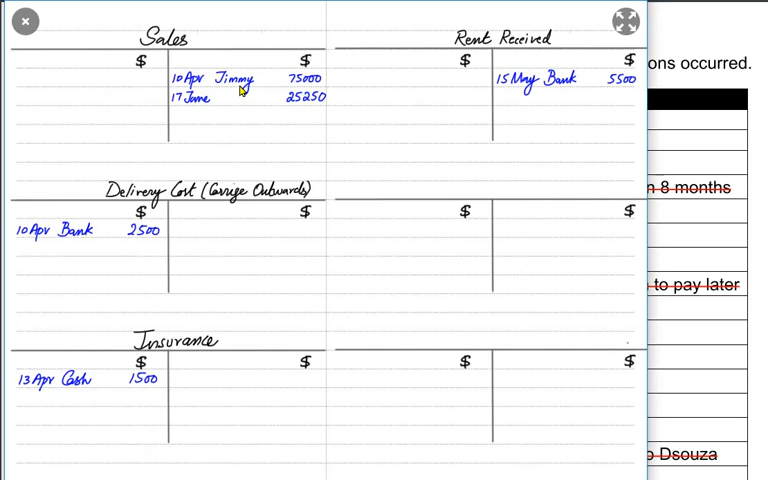 Sales
$ $
10 Apr Jimmy 75000
17 June 25250
Rent Received
$ $
15 May Bank 5500
Delivery Cost (Carrige Outwards)
$ $
10 Apr Bank 2500
$ $
Insurance
$ $
13 Apr Cash 1500
$ $
ons occurred.
n 8 months
to pay later
o Dsouza